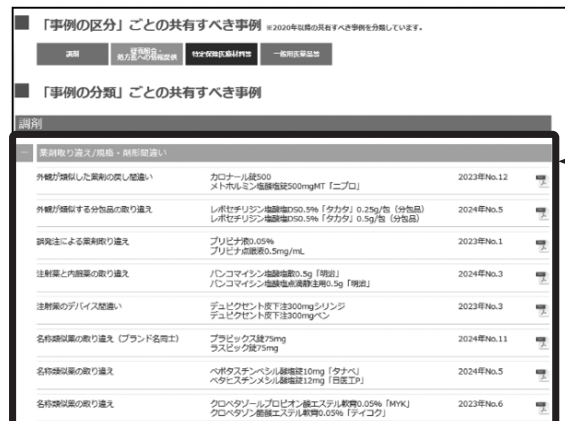 ■ 「事例の区分」ごとの共有すべき事例 ※2020年以降の共有すべき事例を分類しています。
調剤 疑義照会・処方医への情報提供 特定保険医療材料等 一般用医薬品等
■ 「事例の分類」ごとの共有すべき事例
調剤
－ 薬剤取り違え/規格・剤形間違い
外観が類似した薬剤の戻し間違い カロナール錠500 2023年No.12
メトホルミン塩酸塩錠500mgMT「ニプロ」
外観が類似する分包品の取り違え レボセチリジン塩酸塩DS0.5%「タカタ」0.25g/包（分包品） 2024年No.5
レボセチリジン塩酸塩DS0.5%「タカタ」0.5g/包（分包品）
誤発注による薬剤取り違え プリビナ液0.05% 2023年No.1
プリビナ点眼液0.5mg/mL
注射薬と内服薬の取り違え バンコマイシン塩酸塩散0.5g「明治」 2024年No.3
バンコマイシン塩酸塩点滴静注用0.5g「明治」
注射薬のデバイス間違い デュピクセント皮下注300mgシリンジ 2023年No.3
デュピクセント皮下注300mgペン
名称類似薬の取り違え（ブランド名同士） プラビックス錠75mg 2024年No.11
ラスビック錠75mg
名称類似薬の取り違え ベポタスチンベシル酸塩錠10mg「タナベ」 2024年No.5
ベタヒスチンメシル酸塩錠12mg「日医工P」
名称類似薬の取り違え クロベタゾールプロピオン酸エステル軟膏0.05%「MYK」 2023年No.6
クロベタゾン酪酸エステル軟膏0.05%「テイコク」